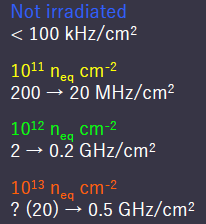 Not irradiated
< 100 kHz/cm²
10¹¹ n_eq cm⁻²
200 → 20 MHz/cm²
10¹² n_eq cm⁻²
2 → 0.2 GHz/cm²
10¹³ n_eq cm⁻²
? (20) → 0.5 GHz/cm²